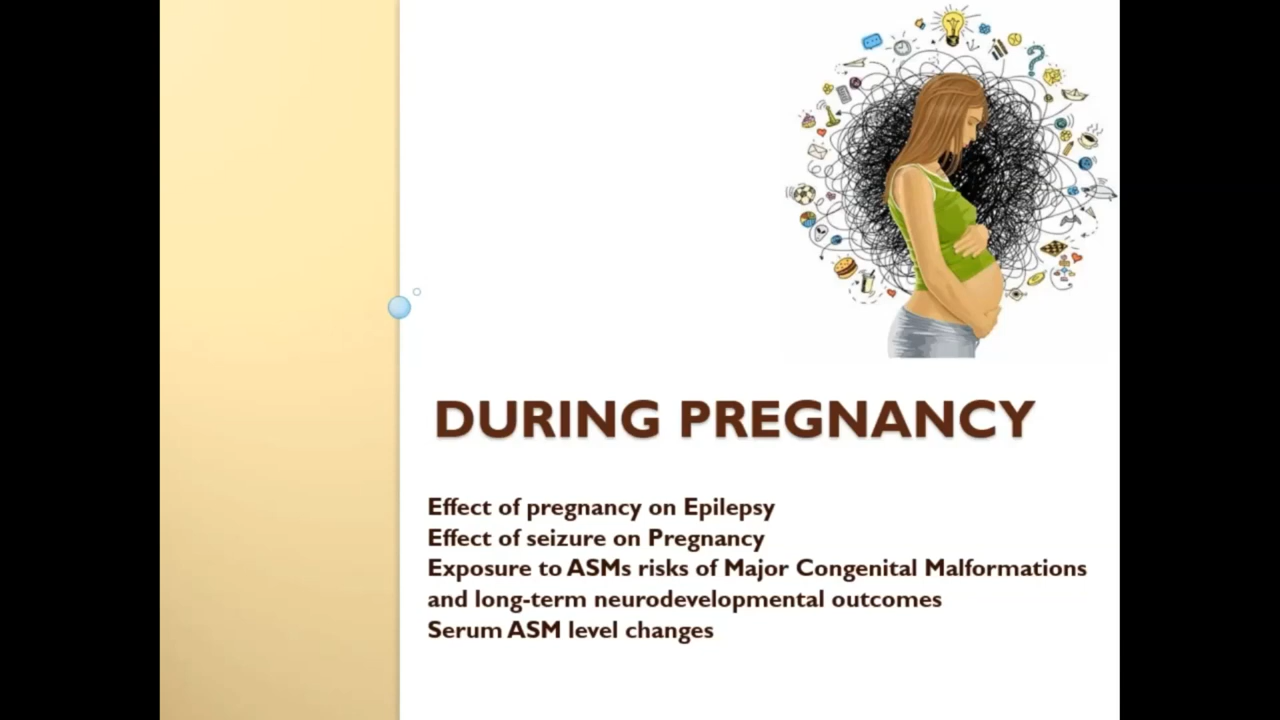 DURING PREGNANCY
Effect of pregnancy on Epilepsy
Effect of seizure on Pregnancy
Exposure to ASMs risks of Major Congenital Malformations
and long-term neurodevelopmental outcomes
Serum ASM level changes